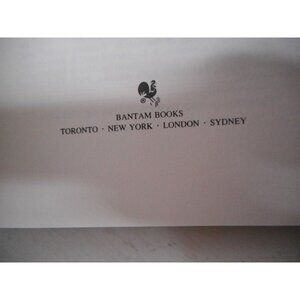 BANTAM BOOKS
TORONTO · NEW YORK · LONDON · SYDNEY